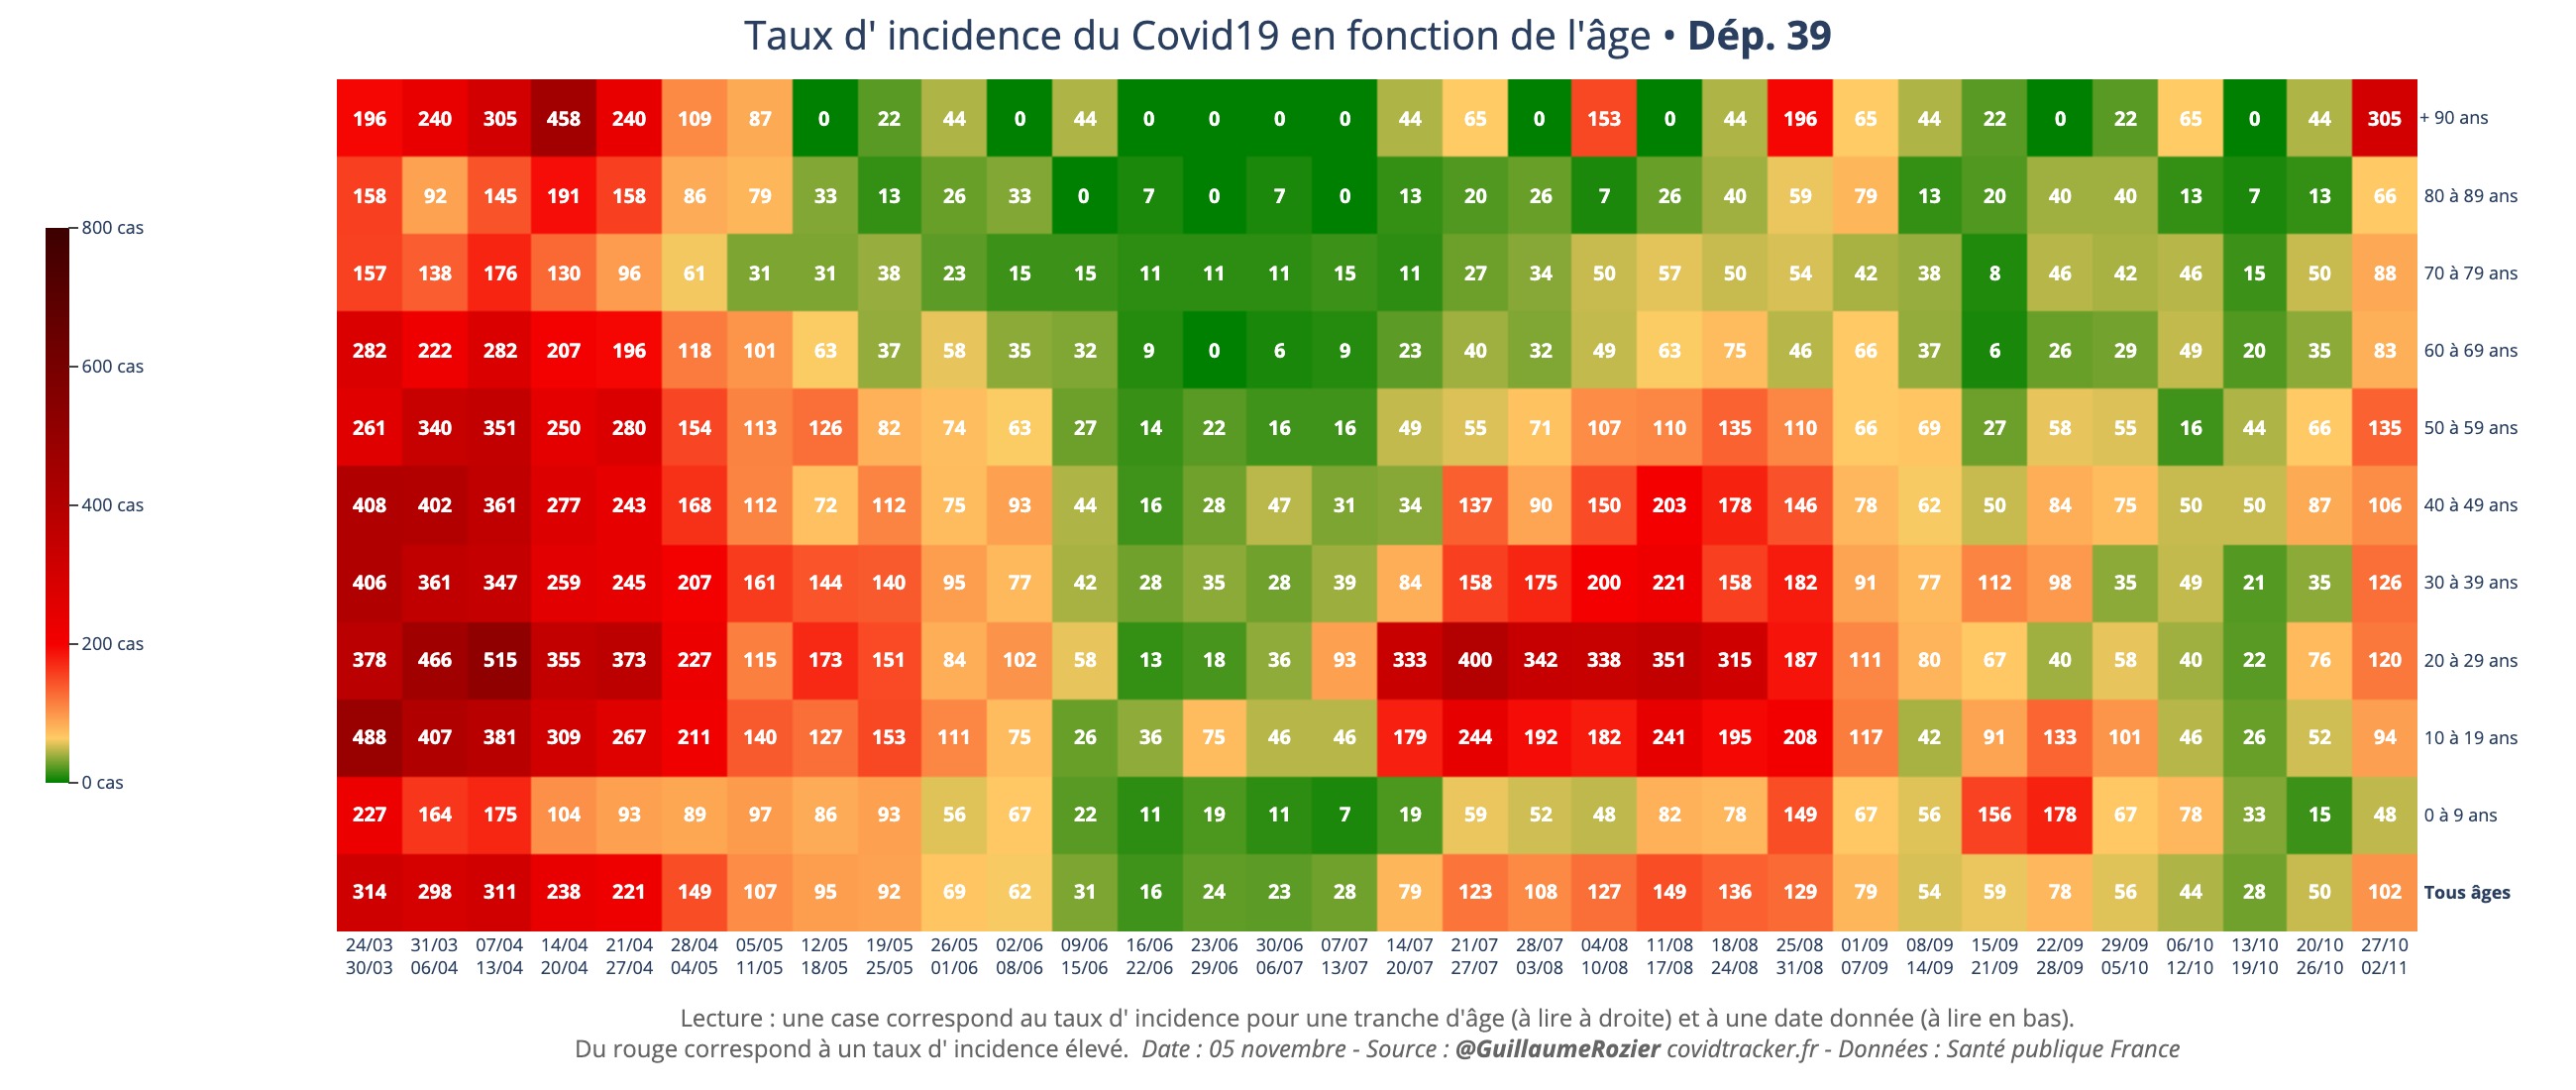 Taux d' incidence du Covid19 en fonction de l'âge • Dép. 39
196 240 305 458 240 109 87 0 22 44 0 44 0 0 0 0 44 65 0 153 0 44 196 65 44 22 0 22 65 0 44 305 + 90 ans
158 92 145 191 158 86 79 33 13 26 33 0 7 0 7 0 13 20 26 7 26 40 59 79 13 20 40 40 13 7 13 66 80 à 89 ans
800 cas
157 138 176 130 96 61 31 31 38 23 15 15 11 11 11 15 11 27 34 50 57 50 54 42 38 8 46 42 46 15 50 88 70 à 79 ans
282 222 282 207 196 118 101 63 37 58 35 32 9 0 6 9 23 40 32 49 63 75 46 66 37 6 26 29 49 20 35 83 60 à 69 ans
600 cas
261 340 351 250 280 154 113 126 82 74 63 27 14 22 16 16 49 55 71 107 110 135 110 66 69 27 58 55 16 44 66 135 50 à 59 ans
400 cas
408 402 361 277 243 168 112 72 112 75 93 44 16 28 47 31 34 137 90 150 203 178 146 78 62 50 84 75 50 50 87 106 40 à 49 ans
406 361 347 259 245 207 161 144 140 95 77 42 28 35 28 39 84 158 175 200 221 158 182 91 77 112 98 35 49 21 35 126 30 à 39 ans
200 cas
378 466 515 355 373 227 115 173 151 84 102 58 13 18 36 93 333 400 342 338 351 315 187 111 80 67 40 58 40 22 76 120 20 à 29 ans
488 407 381 309 267 211 140 127 153 111 75 26 36 75 46 46 179 244 192 182 241 195 208 117 42 91 133 101 46 26 52 94 10 à 19 ans
0 cas
227 164 175 104 93 89 97 86 93 56 67 22 11 19 11 7 19 59 52 48 82 78 149 67 56 156 178 67 78 33 15 48 0 à 9 ans
314 298 311 238 221 149 107 95 92 69 62 31 16 24 23 28 79 123 108 127 149 136 129 79 54 59 78 56 44 28 50 102 Tous âges
24/03 31/03 07/04 14/04 21/04 28/04 05/05 12/05 19/05 26/05 02/06 09/06 16/06 23/06 30/06 07/07 14/07 21/07 28/07 04/08 11/08 18/08 25/08 01/09 08/09 15/09 22/09 29/09 06/10 13/10 20/10 27/10
30/03 06/04 13/04 20/04 27/04 04/05 11/05 18/05 25/05 01/06 08/06 15/06 22/06 29/06 06/07 13/07 20/07 27/07 03/08 10/08 17/08 24/08 31/08 07/09 14/09 21/09 28/09 05/10 12/10 19/10 26/10 02/11
Lecture : une case correspond au taux d' incidence pour une tranche d'âge (à lire à droite) et à une date donnée (à lire en bas).
Du rouge correspond à un taux d' incidence élevé. Date : 05 novembre - Source : @GuillaumeRozier covidtracker.fr - Données : Santé publique France